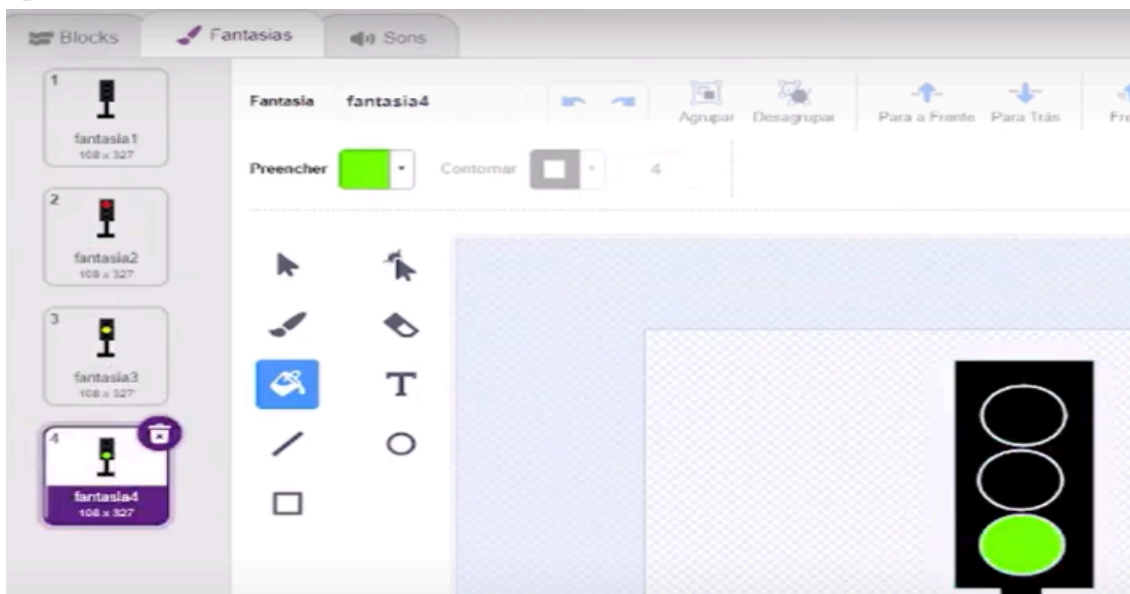 Blocks Fantasias Sons
1
fantasia1
108 x 327
2
fantasia2
108 x 327
3
fantasia3
108 x 327
4
fantasia4
108 x 327
Fantasia fantasia4
Agrupar Desagrupar Para a Frente Para Trás Fre
Preencher Contornar 4
T